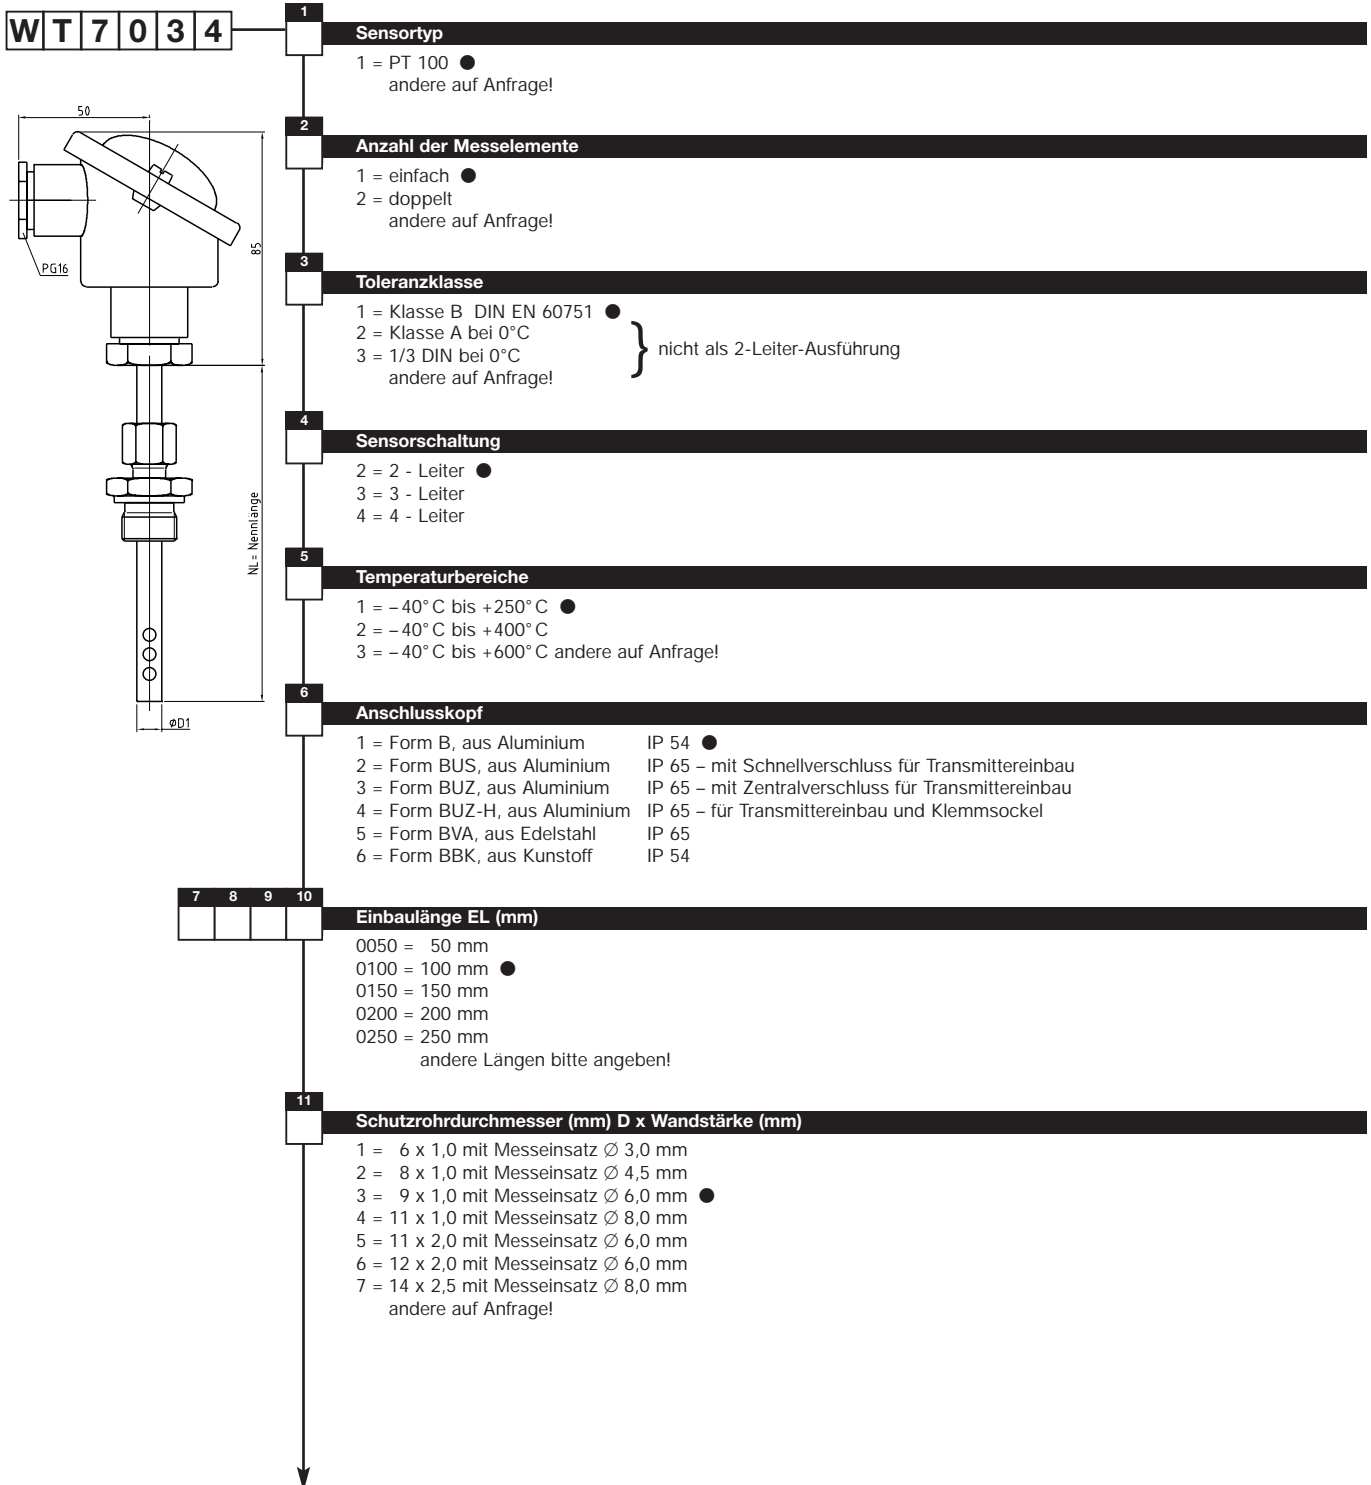 WT7034
1
Sensortyp
1 = PT 100 ●
andere auf Anfrage!
50
85
PG16
NL= Nennlänge
øD1
2
Anzahl der Messelemente
1 = einfach ●
2 = doppelt
andere auf Anfrage!
3
Toleranzklasse
1 = Klasse B DIN EN 60751 ●
2 = Klasse A bei 0°C
3 = 1/3 DIN bei 0°C
andere auf Anfrage!
} nicht als 2-Leiter-Ausführung
4
Sensorschaltung
2 = 2 - Leiter ●
3 = 3 - Leiter
4 = 4 - Leiter
5
Temperaturbereiche
1 = –40°C bis +250°C ●
2 = –40°C bis +400°C
3 = –40°C bis +600°C andere auf Anfrage!
6
Anschlusskopf
1 = Form B, aus Aluminium IP 54 ●
2 = Form BUS, aus Aluminium IP 65 – mit Schnellverschluss für Transmittereinbau
3 = Form BUZ, aus Aluminium IP 65 – mit Zentralverschluss für Transmittereinbau
4 = Form BUZ-H, aus Aluminium IP 65 – für Transmittereinbau und Klemmsockel
5 = Form BVA, aus Edelstahl IP 65
6 = Form BBK, aus Kunstoff IP 54
7 8 9 10
Einbaulänge EL (mm)
0050 = 50 mm
0100 = 100 mm ●
0150 = 150 mm
0200 = 200 mm
0250 = 250 mm
andere Längen bitte angeben!
11
Schutzrohrdurchmesser (mm) D x Wandstärke (mm)
1 = 6 x 1,0 mit Messeinsatz ∅ 3,0 mm
2 = 8 x 1,0 mit Messeinsatz ∅ 4,5 mm
3 = 9 x 1,0 mit Messeinsatz ∅ 6,0 mm ●
4 = 11 x 1,0 mit Messeinsatz ∅ 8,0 mm
5 = 11 x 2,0 mit Messeinsatz ∅ 6,0 mm
6 = 12 x 2,0 mit Messeinsatz ∅ 6,0 mm
7 = 14 x 2,5 mit Messeinsatz ∅ 8,0 mm
andere auf Anfrage!